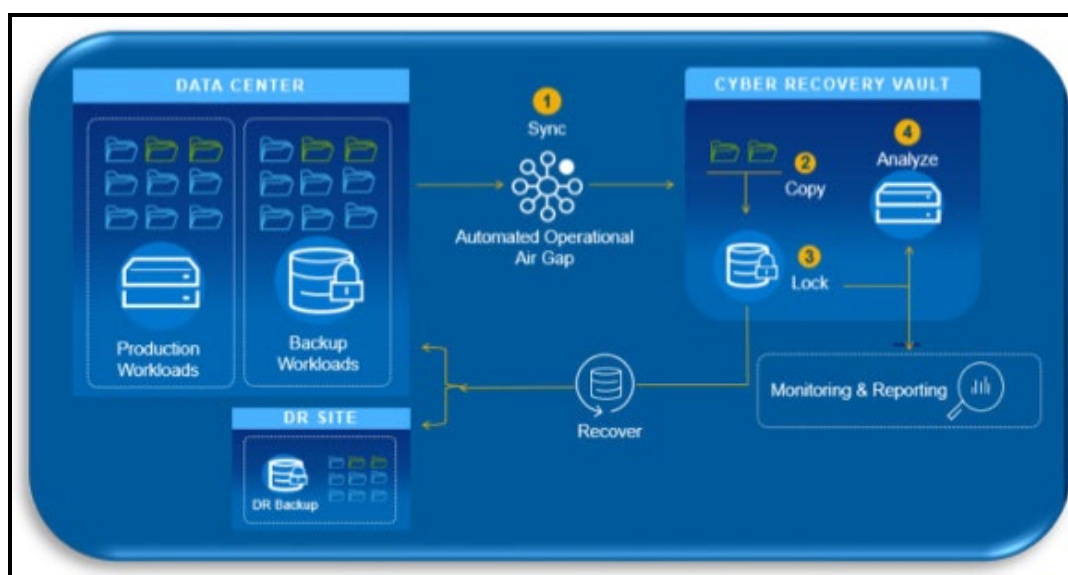 DATA CENTER
Production
Workloads
Backup
Workloads
1
Sync
Automated Operational
Air Gap
CYBER RECOVERY VAULT
2
Copy
3
Lock
4
Analyze
Monitoring & Reporting
Recover
DR SITE
DR Backup